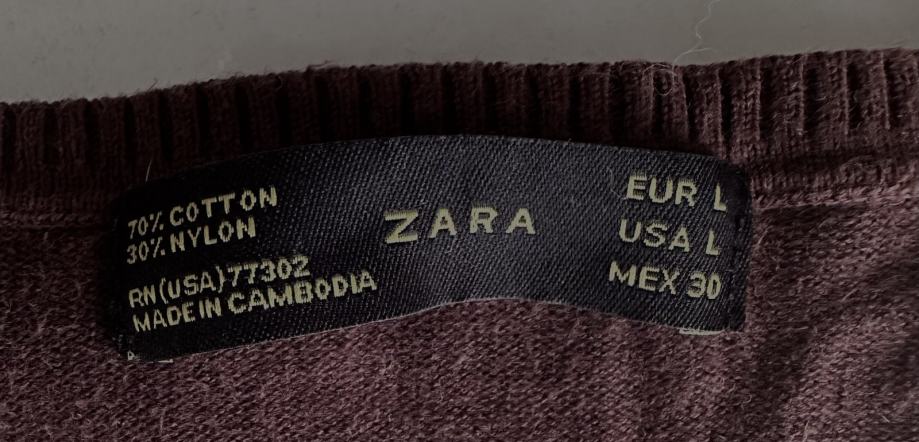 70% COTTON
30% NYLON
RN(USA)77302
MADE IN CAMBODIA
ZARA
EUR L
USA L
MEX 30